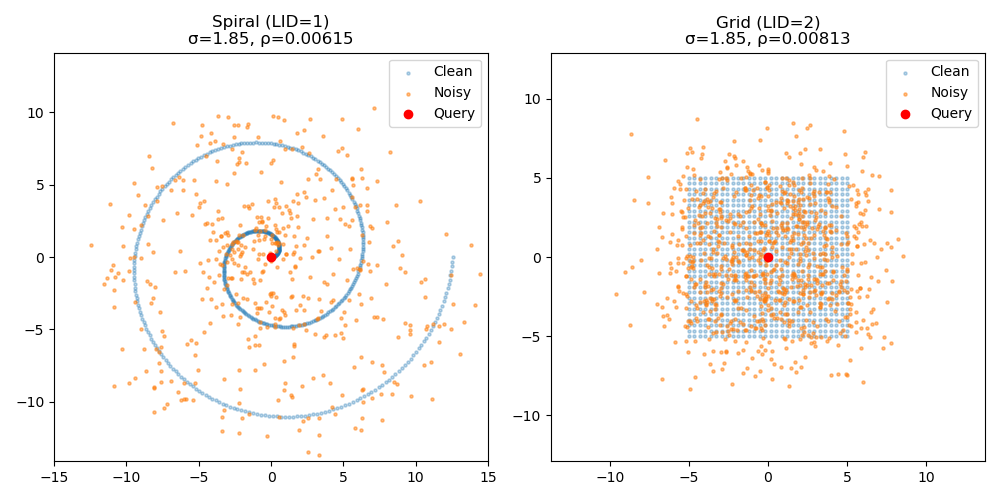 Spiral (LID=1)
σ=1.85, ρ=0.00615
Clean
Noisy
Query
10
5
0
−5
−10
−15
−10
−5
0
5
10
15
Grid (LID=2)
σ=1.85, ρ=0.00813
Clean
Noisy
Query
10
5
0
−5
−10
−10
−5
0
5
10